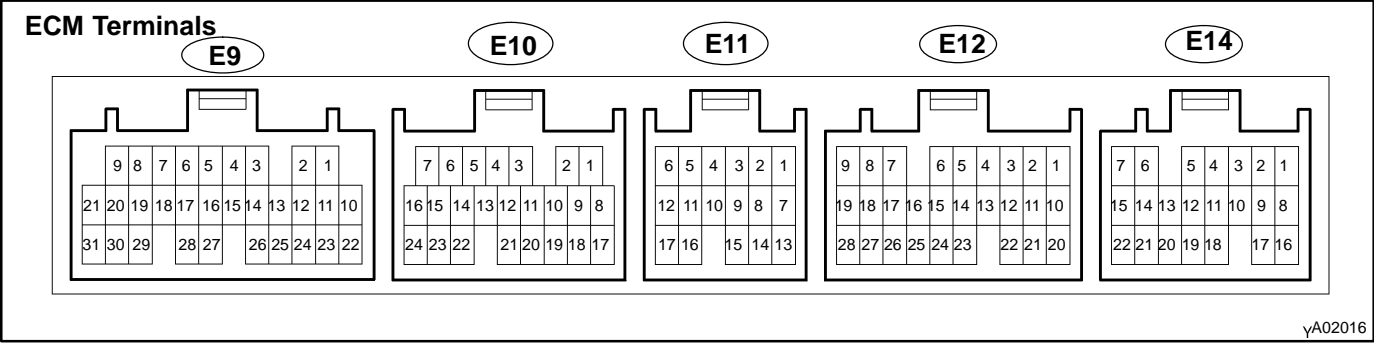 ECM Terminals
E9 E10 E11 E12 E14
9 8 7 6 5 4 3 2 1 7 6 5 4 3 2 1 6 5 4 3 2 1 9 8 7 6 5 4 3 2 1 7 6 5 4 3 2 1
21 20 19 18 17 16 15 14 13 12 11 10 16 15 14 13 12 11 10 9 8 12 11 10 9 8 7 19 18 17 16 15 14 13 12 11 10 15 14 13 12 11 10 9 8
31 30 29 28 27 26 25 24 23 22 24 23 22 21 20 19 18 17 17 16 15 14 13 28 27 26 25 24 23 22 21 20 22 21 20 19 18 17 16
yA02016